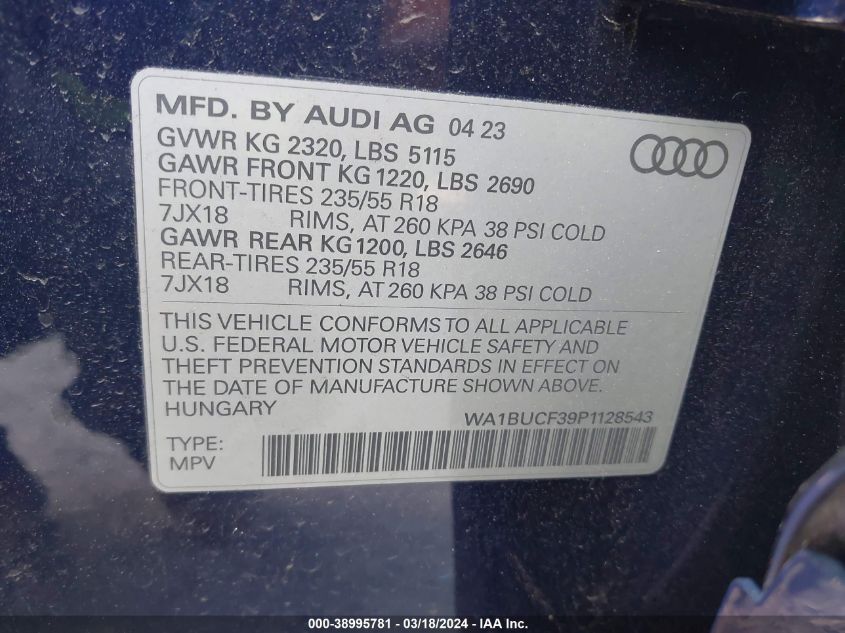 MFD. BY AUDI AG 04 23
GVWR KG 2320, LBS 5115
GAWR FRONT KG 1220, LBS 2690
FRONT-TIRES 235/55 R18
7JX18 RIMS, AT 260 KPA 38 PSI COLD
GAWR REAR KG 1200, LBS 2646
REAR-TIRES 235/55 R18
7JX18 RIMS, AT 260 KPA 38 PSI COLD
THIS VEHICLE CONFORMS TO ALL APPLICABLE
U.S. FEDERAL MOTOR VEHICLE SAFETY AND
THEFT PREVENTION STANDARDS IN EFFECT ON
THE DATE OF MANUFACTURE SHOWN ABOVE.
HUNGARY
WA1BUCF39P1128543
TYPE:
MPV
000-38995781 - 03/18/2024 - IAA Inc.